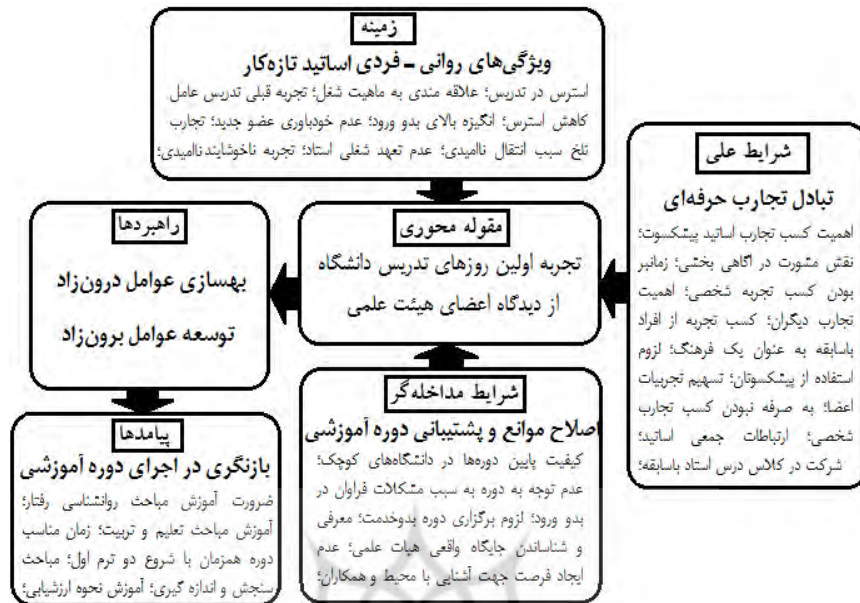 زمینه
ویژگی‌های روانی ـ فردی اساتید تازه‌کار
استرس در تدریس؛ علاقه مندی به ماهیت شغل؛ تجربه قبلی تدریس عامل
کاهش استرس؛ انگیزه بالای بدو ورود؛ عدم خودباوری عضو جدید؛ تجارب
تلخ سبب انتقال ناامیدی؛ عدم تعهد شغلی استاد؛ تجربه ناخوشایندناامیدی؛
شرایط علی
تبادل تجارب حرفه‌ای
اهمیت کسب تجارب اساتید پیشکسوت؛
نقش مشورت در اگاهی بخشی؛ زمانبر
بودن کسب تجربه شخصی؛ اهمیت
تجارب دیگران؛ کسب تجربه از افراد
باسابقه به عنوان یک فرهنگ؛ لزوم
استفاده از پیشکسوتان؛ تسهیم تجربیات
اعضا؛ به صرفه نبودن کسب تجارب
شخصی؛ ارتباطات جمعی اساتید؛
شرکت در کلاس درس استاد باسابقه؛
مقوله محوری
تجربه اولین روزهای تدریس دانشگاه
از دیدگاه اعضای هیئت علمی
راهبردها
بهسازی عوامل درون‌زاد
توسعه عوامل برون‌زاد
شرایط مداخله‌گر
اصلاح موانع و پشتیبانی دوره آموزشی
کیفیت پایین دوره‌ها در دانشگاه‌های کوچک؛
عدم توجه به دوره به سبب مشکلات فراوان در
بدو ورود؛ لزوم برگزاری دوره بدوخدمت؛ معرفی
و شناساندن جایگاه واقعی هیات علمی؛ عدم
ایجاد فرصت جهت آشنایی با محیط و همکاران؛
پیامدها
بازنگری در اجرای دوره آموزشی
ضرورت آموزش مباحث روانشناسی رفتار؛
آموزش مباحث تعلیم و تربیت؛ زمان مناسب
دوره همزمان با شروع دو ترم اول؛ مباحث
سنجش و اندازه گیری؛ آموزش نحوه ارزشیابی؛